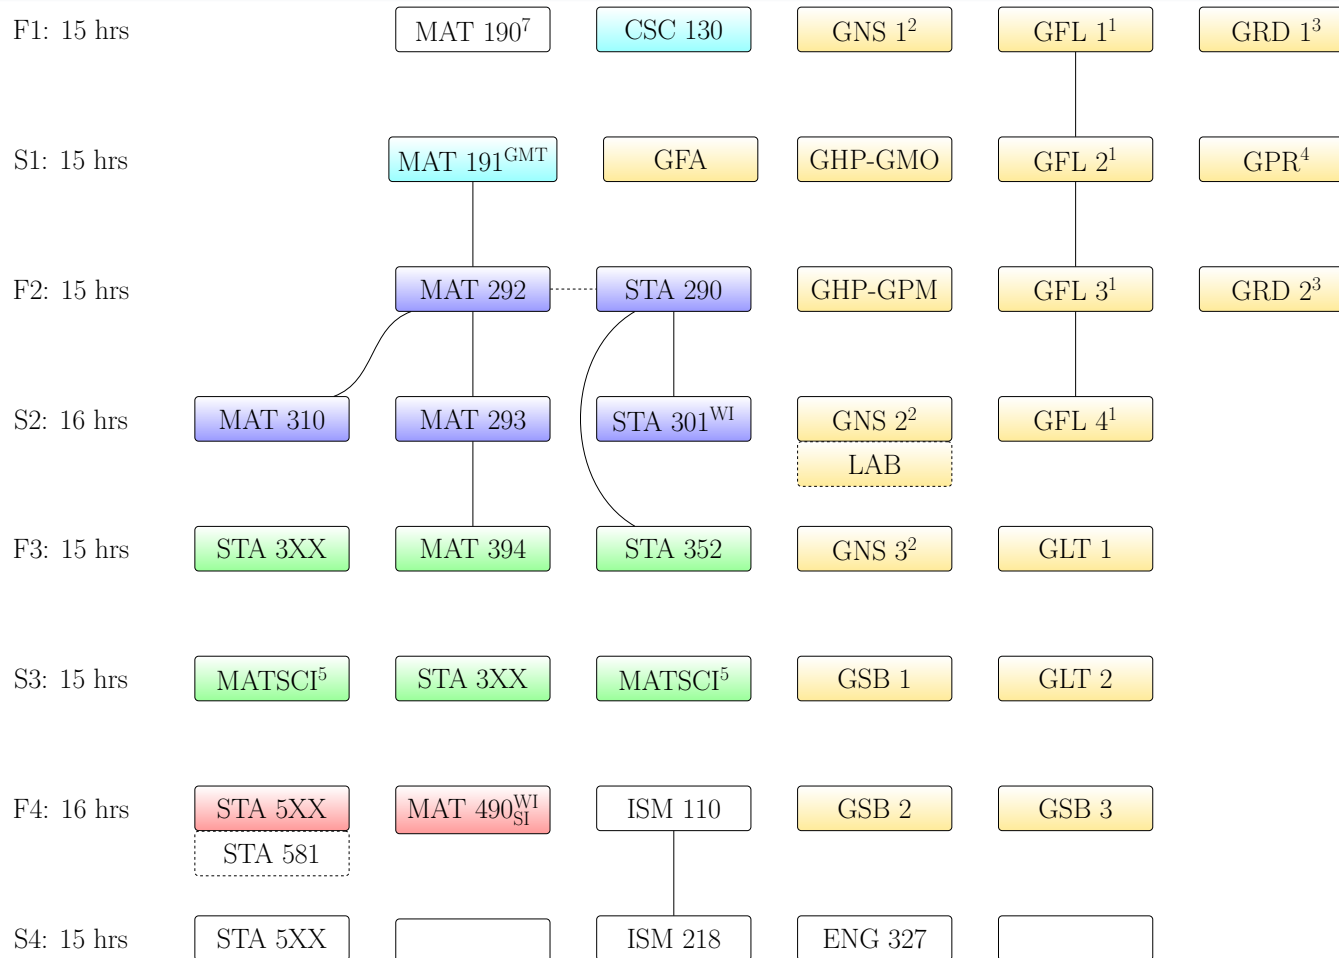 F1: 15 hrs MAT 190⁷ CSC 130 GNS 1² GFL 1¹ GRD 1³
S1: 15 hrs MAT 191ᴳᴹᵀ GFA GHP-GMO GFL 2¹ GPR⁴
F2: 15 hrs MAT 292 STA 290 GHP-GPM GFL 3¹ GRD 2³
S2: 16 hrs MAT 310 MAT 293 STA 301ᵂᴵ GNS 2² GFL 4¹
LAB
F3: 15 hrs STA 3XX MAT 394 STA 352 GNS 3² GLT 1
S3: 15 hrs MATSCI⁵ STA 3XX MATSCI⁵ GSB 1 GLT 2
F4: 16 hrs STA 5XX MAT 490 WI SI ISM 110 GSB 2 GSB 3
STA 581
S4: 15 hrs STA 5XX ISM 218 ENG 327